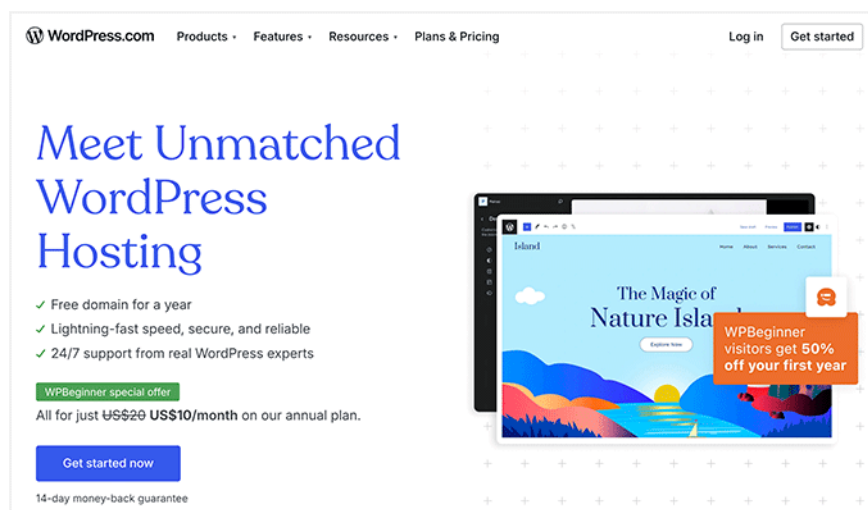 WordPress.com Products Features Resources Plans & Pricing Log in Get started
Meet Unmatched
WordPress
Hosting
Free domain for a year
Lightning-fast speed, secure, and reliable
24/7 support from real WordPress experts
WPBeginner special offer
All for just US$20 US$10/month on our annual plan.
Get started now
14-day money-back guarantee
Island Home About Services Contact
The Magic of
Nature Isla
Explore Now
WPBeginner
visitors get 50%
off your first year